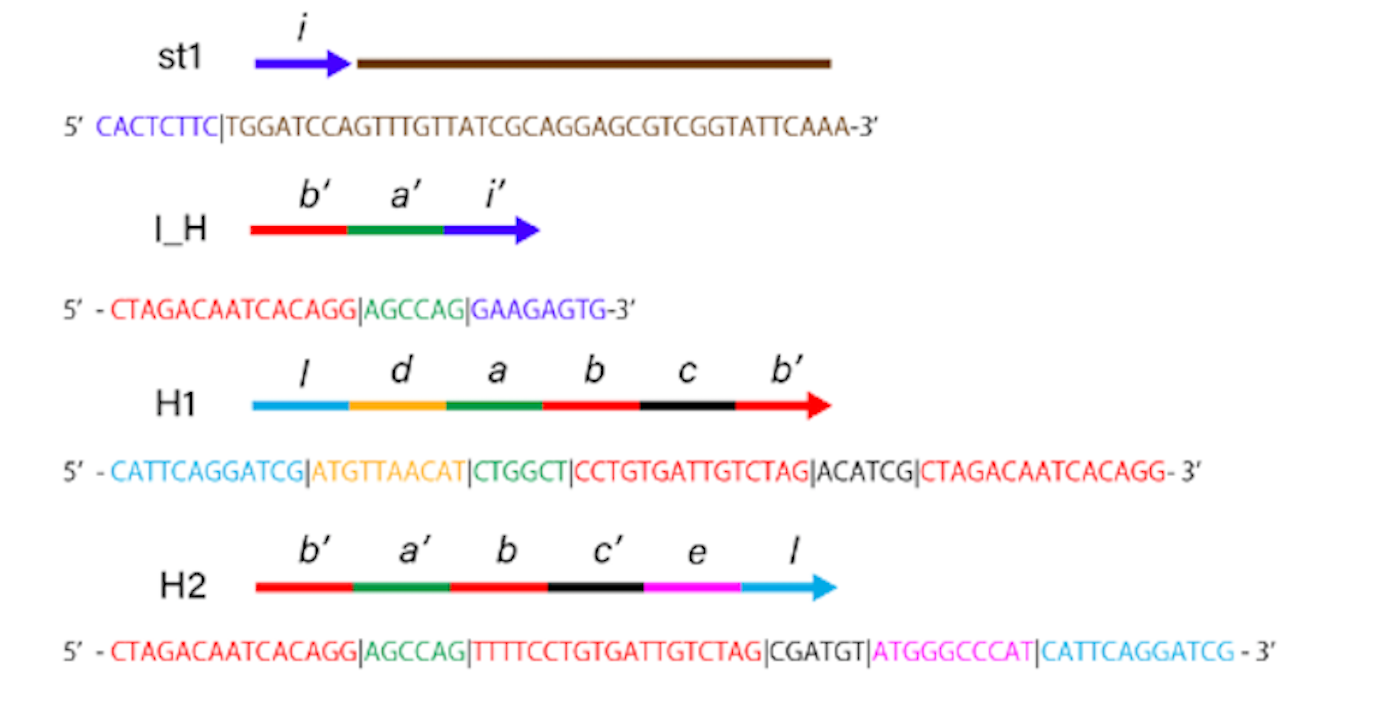 i
st1
5′ CACTCTTC|TGGATCCAGTTTGTTATCGCAGGAGCGTCGGTATTCAAA-3′
b′ a′ i′
I_H
5′ - CTAGACAATCACAGG|AGCCAG|GAAGAGTG-3′
l d a b c b′
H1
5′ - CATTCAGGATCG|ATGTTAACAT|CTGGCT|CCTGTGATTGTCTAG|ACATCG|CTAGACAATCACAGG- 3′
b′ a′ b c′ e l
H2
5′ - CTAGACAATCACAGG|AGCCAG|TTTTCCTGTGATTGTCTAG|CGATGT|ATGGGCCCAT|CATTCAGGATCG - 3′